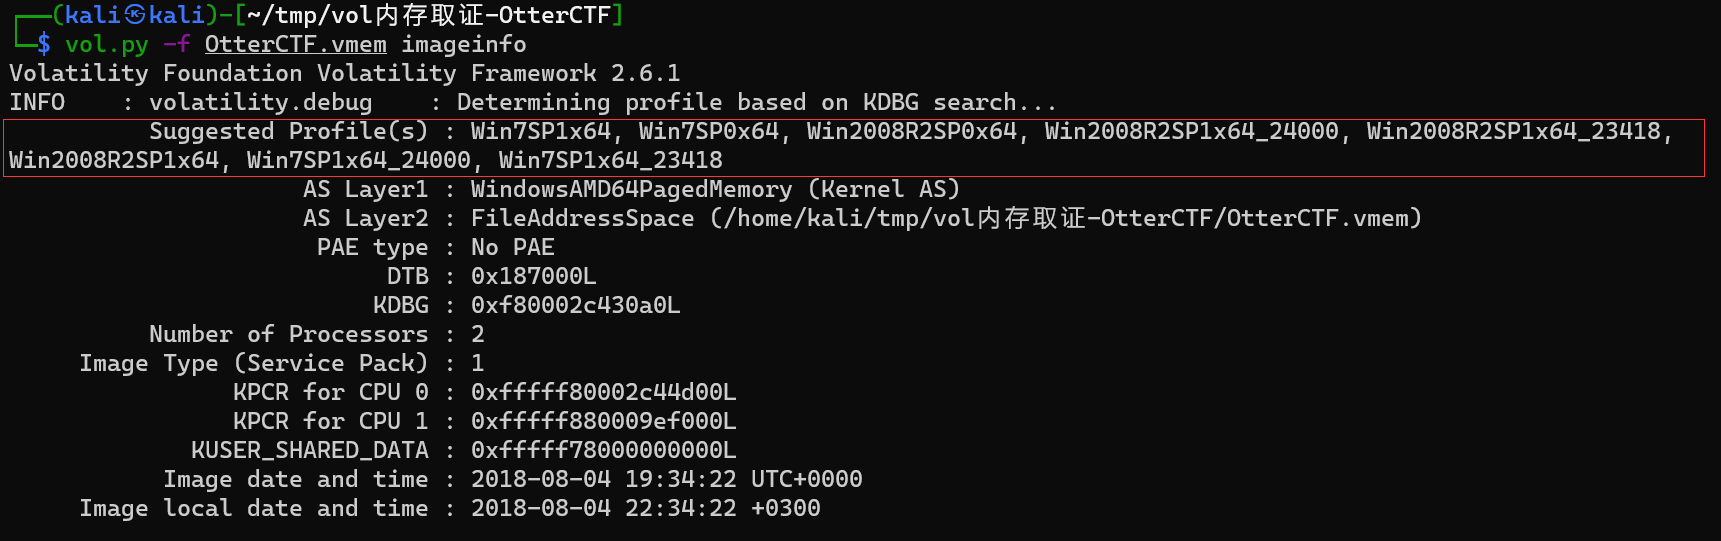 ┌──(kali㉿kali)-[~/tmp/vol内存取证-OtterCTF]
└─$ vol.py -f OtterCTF.vmem imageinfo
Volatility Foundation Volatility Framework 2.6.1
INFO    : volatility.debug    : Determining profile based on KDBG search...
          Suggested Profile(s) : Win7SP1x64, Win7SP0x64, Win2008R2SP0x64, Win2008R2SP1x64_24000, Win2008R2SP1x64_23418,
Win2008R2SP1x64, Win7SP1x64_24000, Win7SP1x64_23418
                     AS Layer1 : WindowsAMD64PagedMemory (Kernel AS)
                     AS Layer2 : FileAddressSpace (/home/kali/tmp/vol内存取证-OtterCTF/OtterCTF.vmem)
                      PAE type : No PAE
                           DTB : 0x187000L
                          KDBG : 0xf80002c430a0L
          Number of Processors : 2
     Image Type (Service Pack) : 1
                KPCR for CPU 0 : 0xfffff80002c44d00L
                KPCR for CPU 1 : 0xfffff880009ef000L
             KUSER_SHARED_DATA : 0xfffff78000000000L
           Image date and time : 2018-08-04 19:34:22 UTC+0000
     Image local date and time : 2018-08-04 22:34:22 +0300